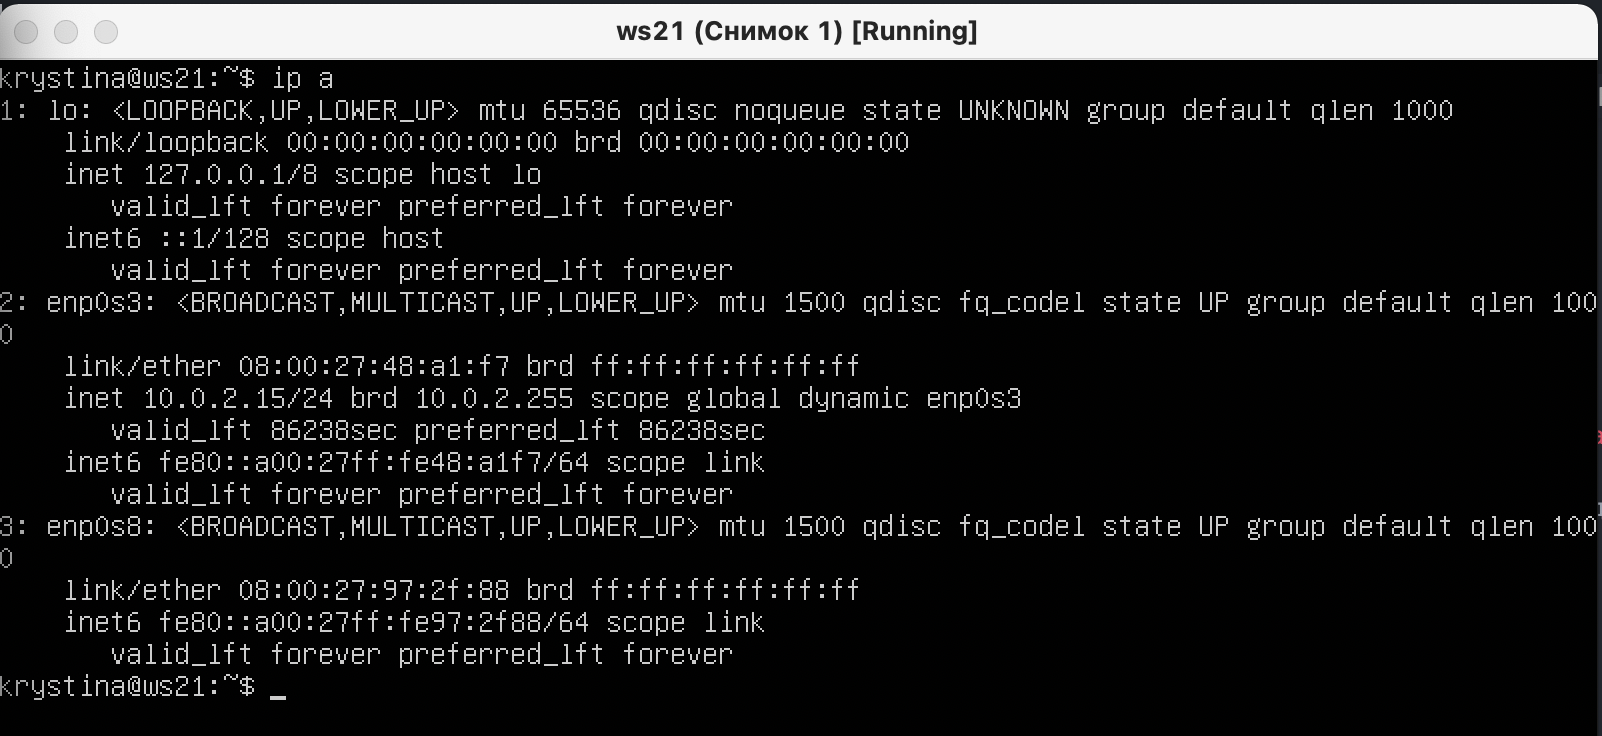 ws21 (Снимок 1) [Running]
krystina@ws21:~$ ip a
1: lo: <LOOPBACK,UP,LOWER_UP> mtu 65536 qdisc noqueue state UNKNOWN group default qlen 1000
    link/loopback 00:00:00:00:00:00 brd 00:00:00:00:00:00
    inet 127.0.0.1/8 scope host lo
       valid_lft forever preferred_lft forever
    inet6 ::1/128 scope host
       valid_lft forever preferred_lft forever
2: enp0s3: <BROADCAST,MULTICAST,UP,LOWER_UP> mtu 1500 qdisc fq_codel state UP group default qlen 100
0
    link/ether 08:00:27:48:a1:f7 brd ff:ff:ff:ff:ff:ff
    inet 10.0.2.15/24 brd 10.0.2.255 scope global dynamic enp0s3
       valid_lft 86238sec preferred_lft 86238sec
    inet6 fe80::a00:27ff:fe48:a1f7/64 scope link
       valid_lft forever preferred_lft forever
3: enp0s8: <BROADCAST,MULTICAST,UP,LOWER_UP> mtu 1500 qdisc fq_codel state UP group default qlen 100
0
    link/ether 08:00:27:97:2f:88 brd ff:ff:ff:ff:ff:ff
    inet6 fe80::a00:27ff:fe97:2f88/64 scope link
       valid_lft forever preferred_lft forever
krystina@ws21:~$ _